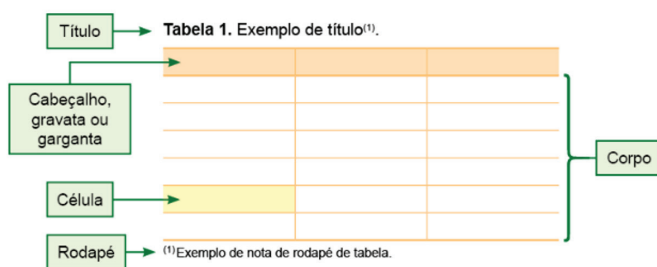 Título
Tabela 1. Exemplo de título(1).
Cabeçalho,
gravata ou
garganta
Corpo
Célula
Rodapé
(1)Exemplo de nota de rodapé de tabela.